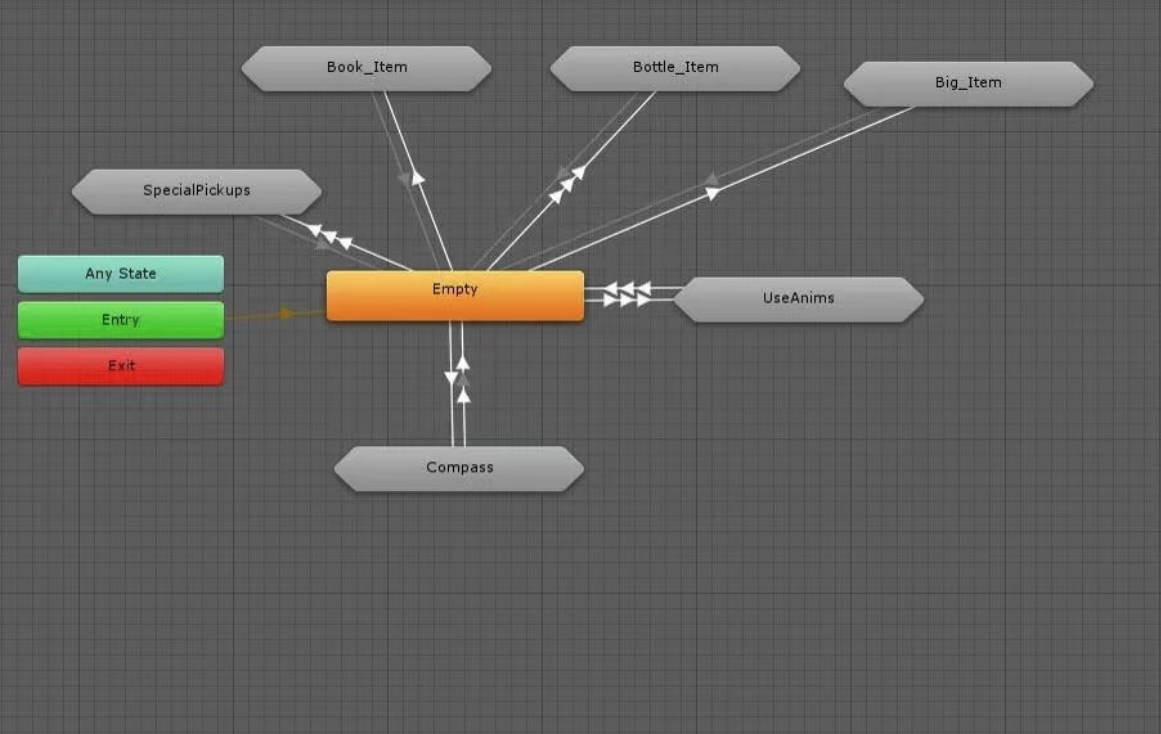 Book_Item
Bottle_Item
Big_Item
SpecialPickups
Any State
Empty
UseAnims
Entry
Exit
Compass